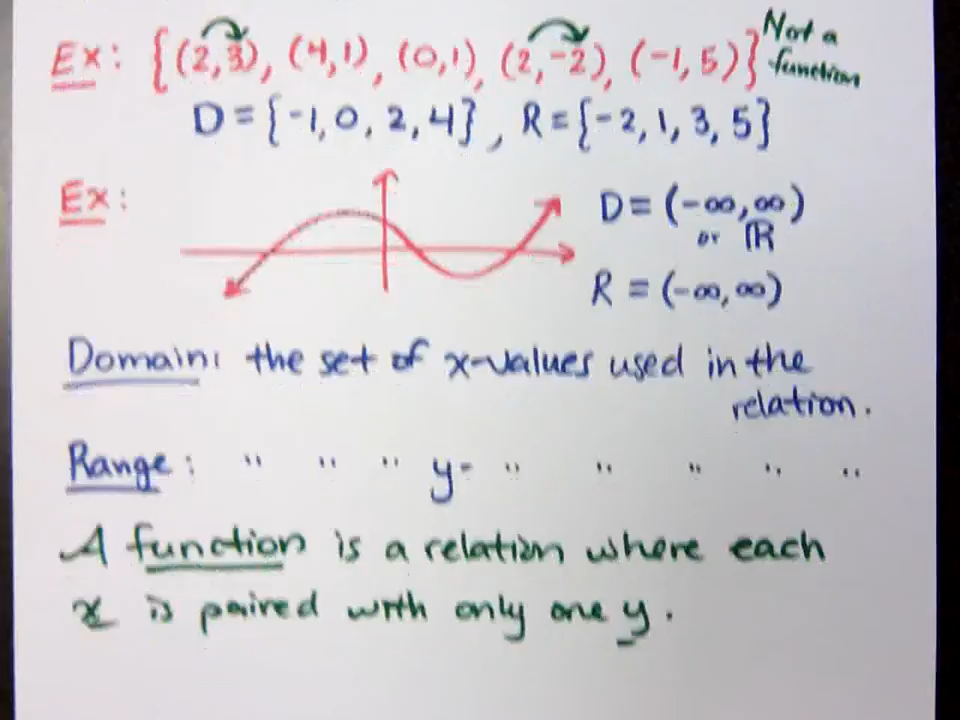 Ex: {(2,3), (4,1), (0,1), (2,-2), (-1,5)} Not a function
D = {-1, 0, 2, 4}, R = {-2, 1, 3, 5}
Ex:
D = (-∞, ∞)
or ℝ
R = (-∞, ∞)
Domain: the set of x-values used in the
relation.
Range: " " " y- " " " " "
A function is a relation where each
x is paired with only one y.